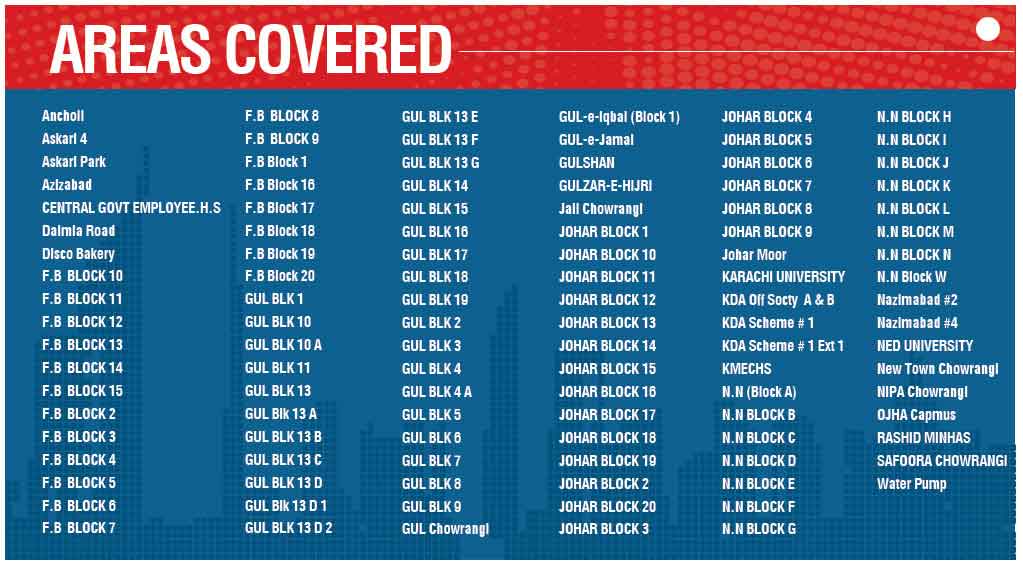 AREAS COVERED
Ancholi
Askari 4
Askari Park
Azizabad
CENTRAL GOVT EMPLOYEE.H.S
Dalmia Road
Disco Bakery
F.B BLOCK 10
F.B BLOCK 11
F.B BLOCK 12
F.B BLOCK 13
F.B BLOCK 14
F.B BLOCK 15
F.B BLOCK 2
F.B BLOCK 3
F.B BLOCK 4
F.B BLOCK 5
F.B BLOCK 6
F.B BLOCK 7
F.B BLOCK 8
F.B BLOCK 9
F.B Block 1
F.B Block 16
F.B Block 17
F.B Block 18
F.B Block 19
F.B Block 20
GUL BLK 1
GUL BLK 10
GUL BLK 10 A
GUL BLK 11
GUL BLK 13
GUL Blk 13 A
GUL BLK 13 B
GUL BLK 13 C
GUL BLK 13 D
GUL Blk 13 D 1
GUL BLK 13 D 2
GUL BLK 13 E
GUL BLK 13 F
GUL BLK 13 G
GUL BLK 14
GUL BLK 15
GUL BLK 16
GUL BLK 17
GUL BLK 18
GUL BLK 19
GUL BLK 2
GUL BLK 3
GUL BLK 4
GUL BLK 4 A
GUL BLK 5
GUL BLK 6
GUL BLK 7
GUL BLK 8
GUL BLK 9
GUL Chowrangi
GUL-e-Iqbal (Block 1)
GUL-e-Jamal
GULSHAN
GULZAR-E-HIJRI
Jail Chowrangi
JOHAR BLOCK 1
JOHAR BLOCK 10
JOHAR BLOCK 11
JOHAR BLOCK 12
JOHAR BLOCK 13
JOHAR BLOCK 14
JOHAR BLOCK 15
JOHAR BLOCK 16
JOHAR BLOCK 17
JOHAR BLOCK 18
JOHAR BLOCK 19
JOHAR BLOCK 2
JOHAR BLOCK 20
JOHAR BLOCK 3
JOHAR BLOCK 4
JOHAR BLOCK 5
JOHAR BLOCK 6
JOHAR BLOCK 7
JOHAR BLOCK 8
JOHAR BLOCK 9
Johar Moor
KARACHI UNIVERSITY
KDA Off Socty A & B
KDA Scheme # 1
KDA Scheme # 1 Ext 1
KMECHS
N.N (Block A)
N.N BLOCK B
N.N BLOCK C
N.N BLOCK D
N.N BLOCK E
N.N BLOCK F
N.N BLOCK G
N.N BLOCK H
N.N BLOCK I
N.N BLOCK J
N.N BLOCK K
N.N BLOCK L
N.N BLOCK M
N.N BLOCK N
N.N Block W
Nazimabad #2
Nazimabad #4
NED UNIVERSITY
New Town Chowrangi
NIPA Chowrangi
OJHA Capmus
RASHID MINHAS
SAFOORA CHOWRANGI
Water Pump